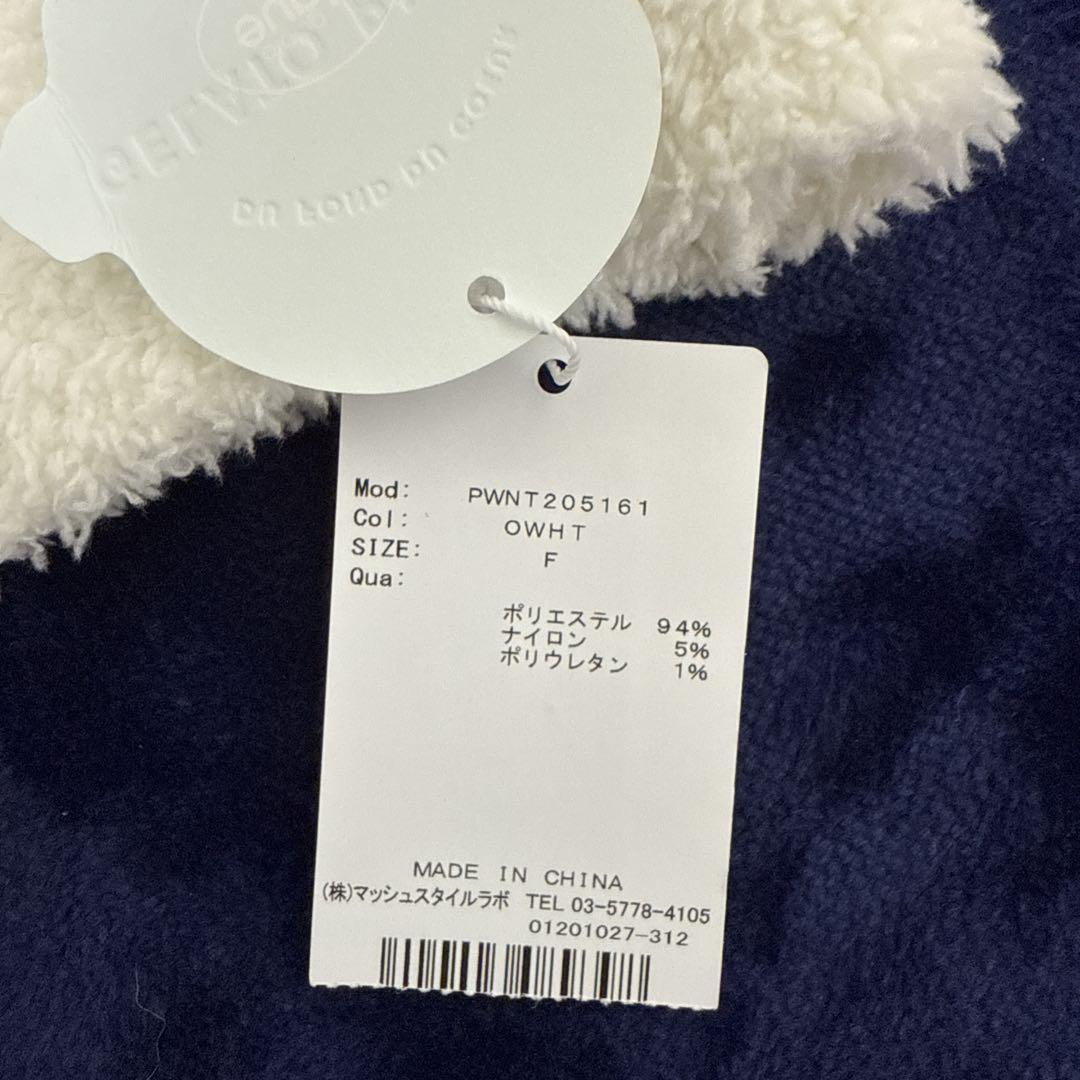 Mod: PWNT205161
Col: OWHT
SIZE: F
Qua:
ポリエステル 94%
ナイロン 5%
ポリウレタン 1%
MADE IN CHINA
(株)マッシュスタイルラボ TEL 03-5778-4105
01201027-312